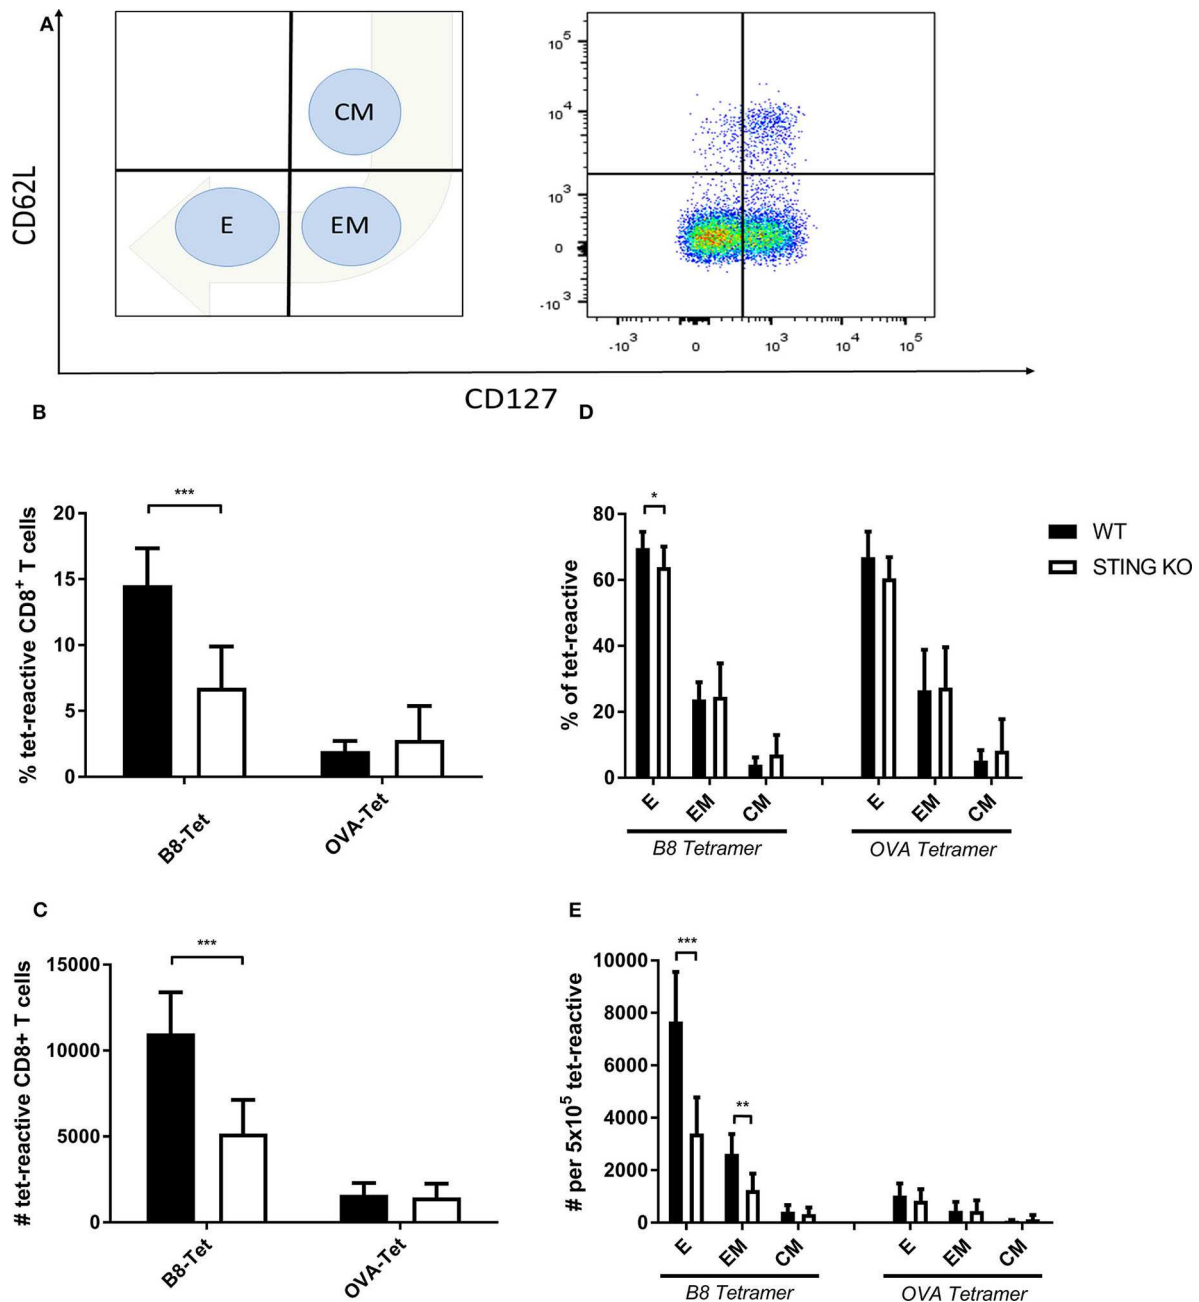 A
CD62L
CM
E
EM
10^5
10^4
10^3
0
-10^3
-10^3
0
10^3
10^4
10^5
CD127
B
% tet-reactive CD8+ T cells
20
15
10
5
0
***
B8-Tet
OVA-Tet
D
% of tet-reactive
80
60
40
20
0
*
E
EM
CM
E
EM
CM
B8 Tetramer
OVA Tetramer
WT
STING KO
C
# tet-reactive CD8+ T cells
15000
10000
5000
0
***
B8-Tet
OVA-Tet
E
# per 5x10^5 tet-reactive
10000
8000
6000
4000
2000
0
***
**
E
EM
CM
E
EM
CM
B8 Tetramer
OVA Tetramer